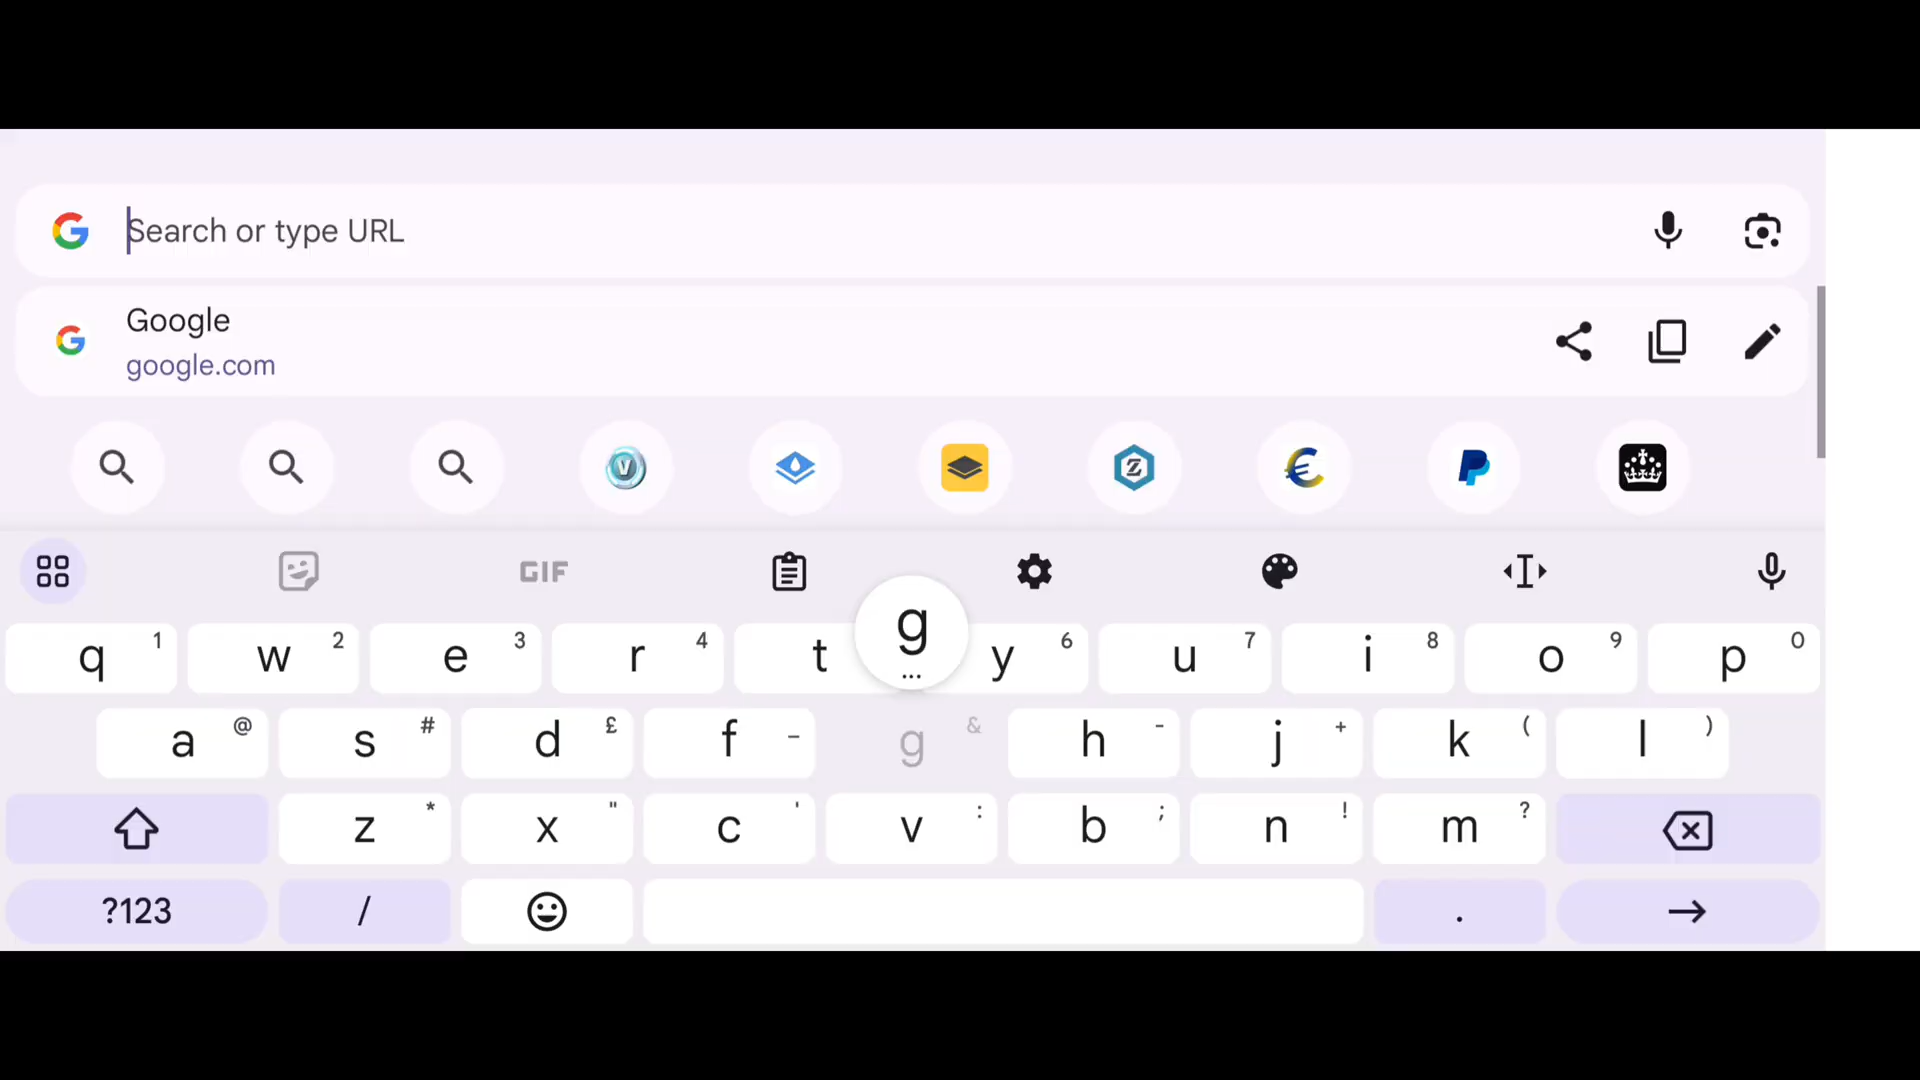 Search or type URL
Google
google.com
GIF
g
...
q 1 w 2 e 3 r 4 t y 6 u 7 i 8 o 9 p 0
a @ s # d £ f _ g & h - j + k ( l )
z * x " c ' v : b ; n ! m ?
?123 / .